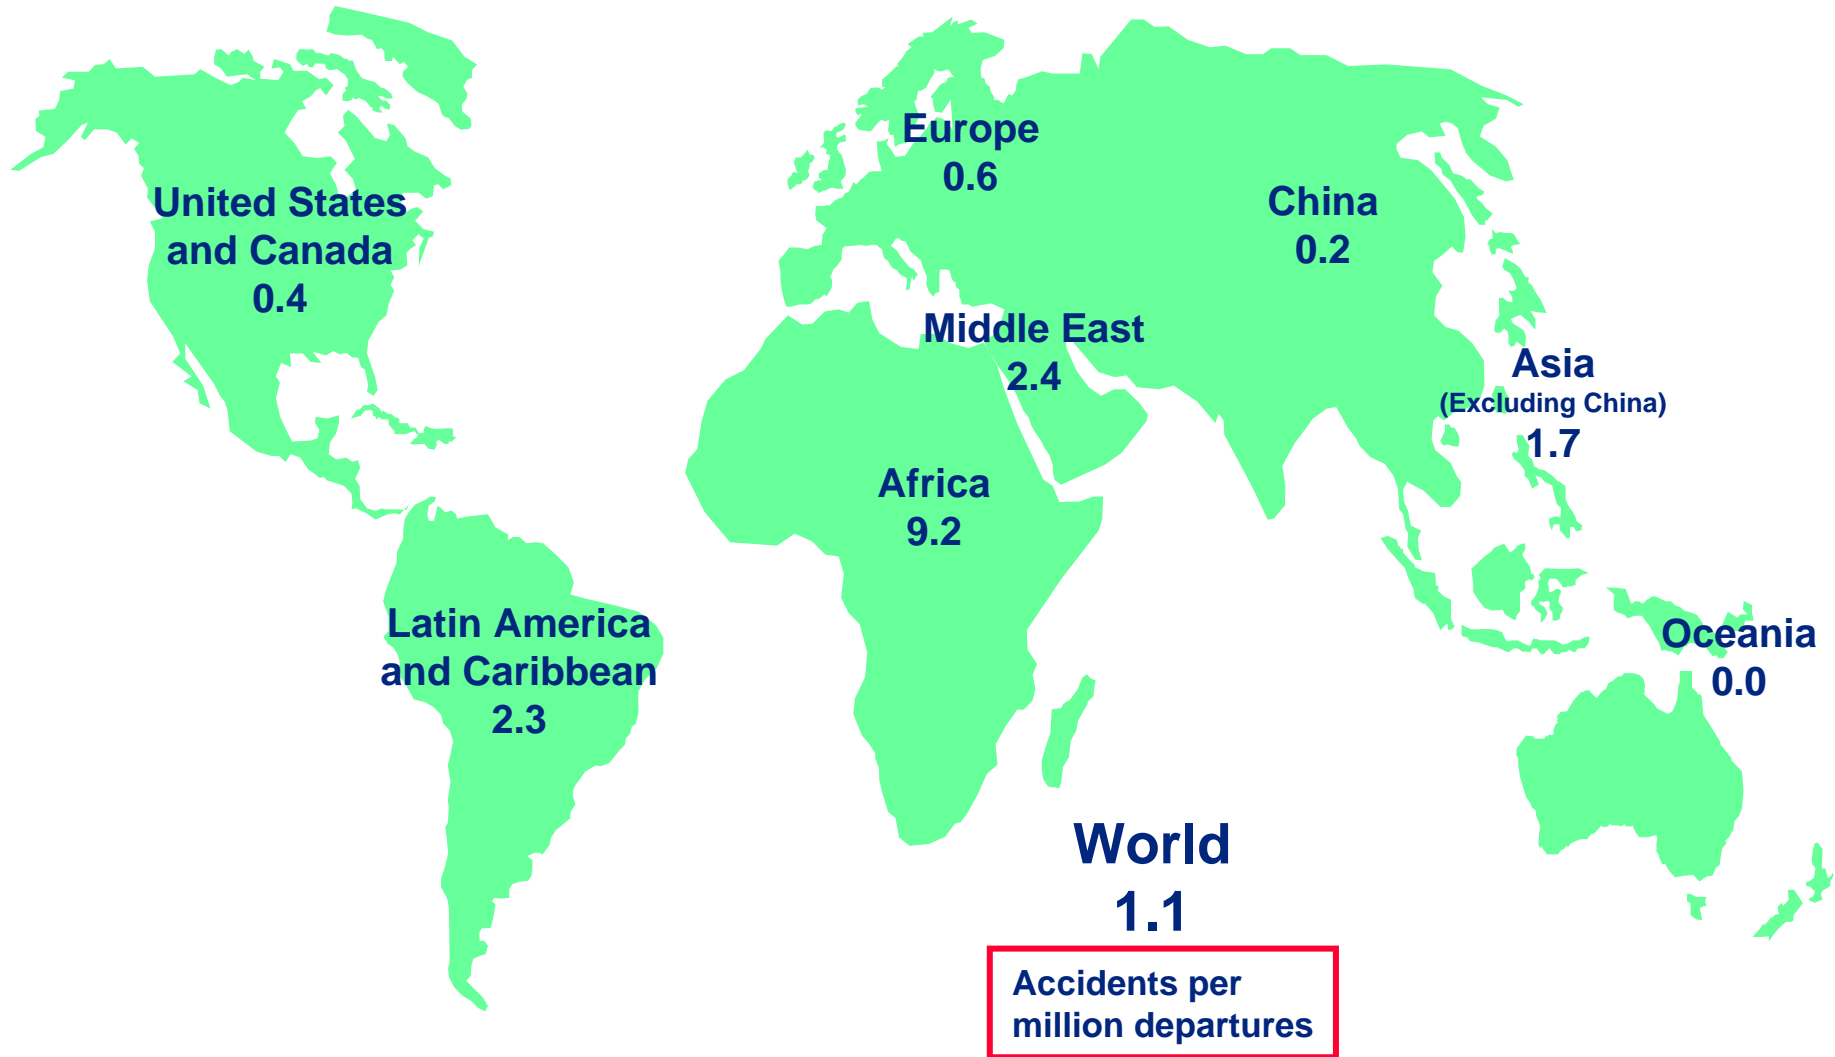 United States
and Canada
0.4
Europe
0.6
China
0.2
Middle East
2.4
Asia
(Excluding China)
1.7
Africa
9.2
Latin America
and Caribbean
2.3
Oceania
0.0
World
1.1
Accidents per
million departures